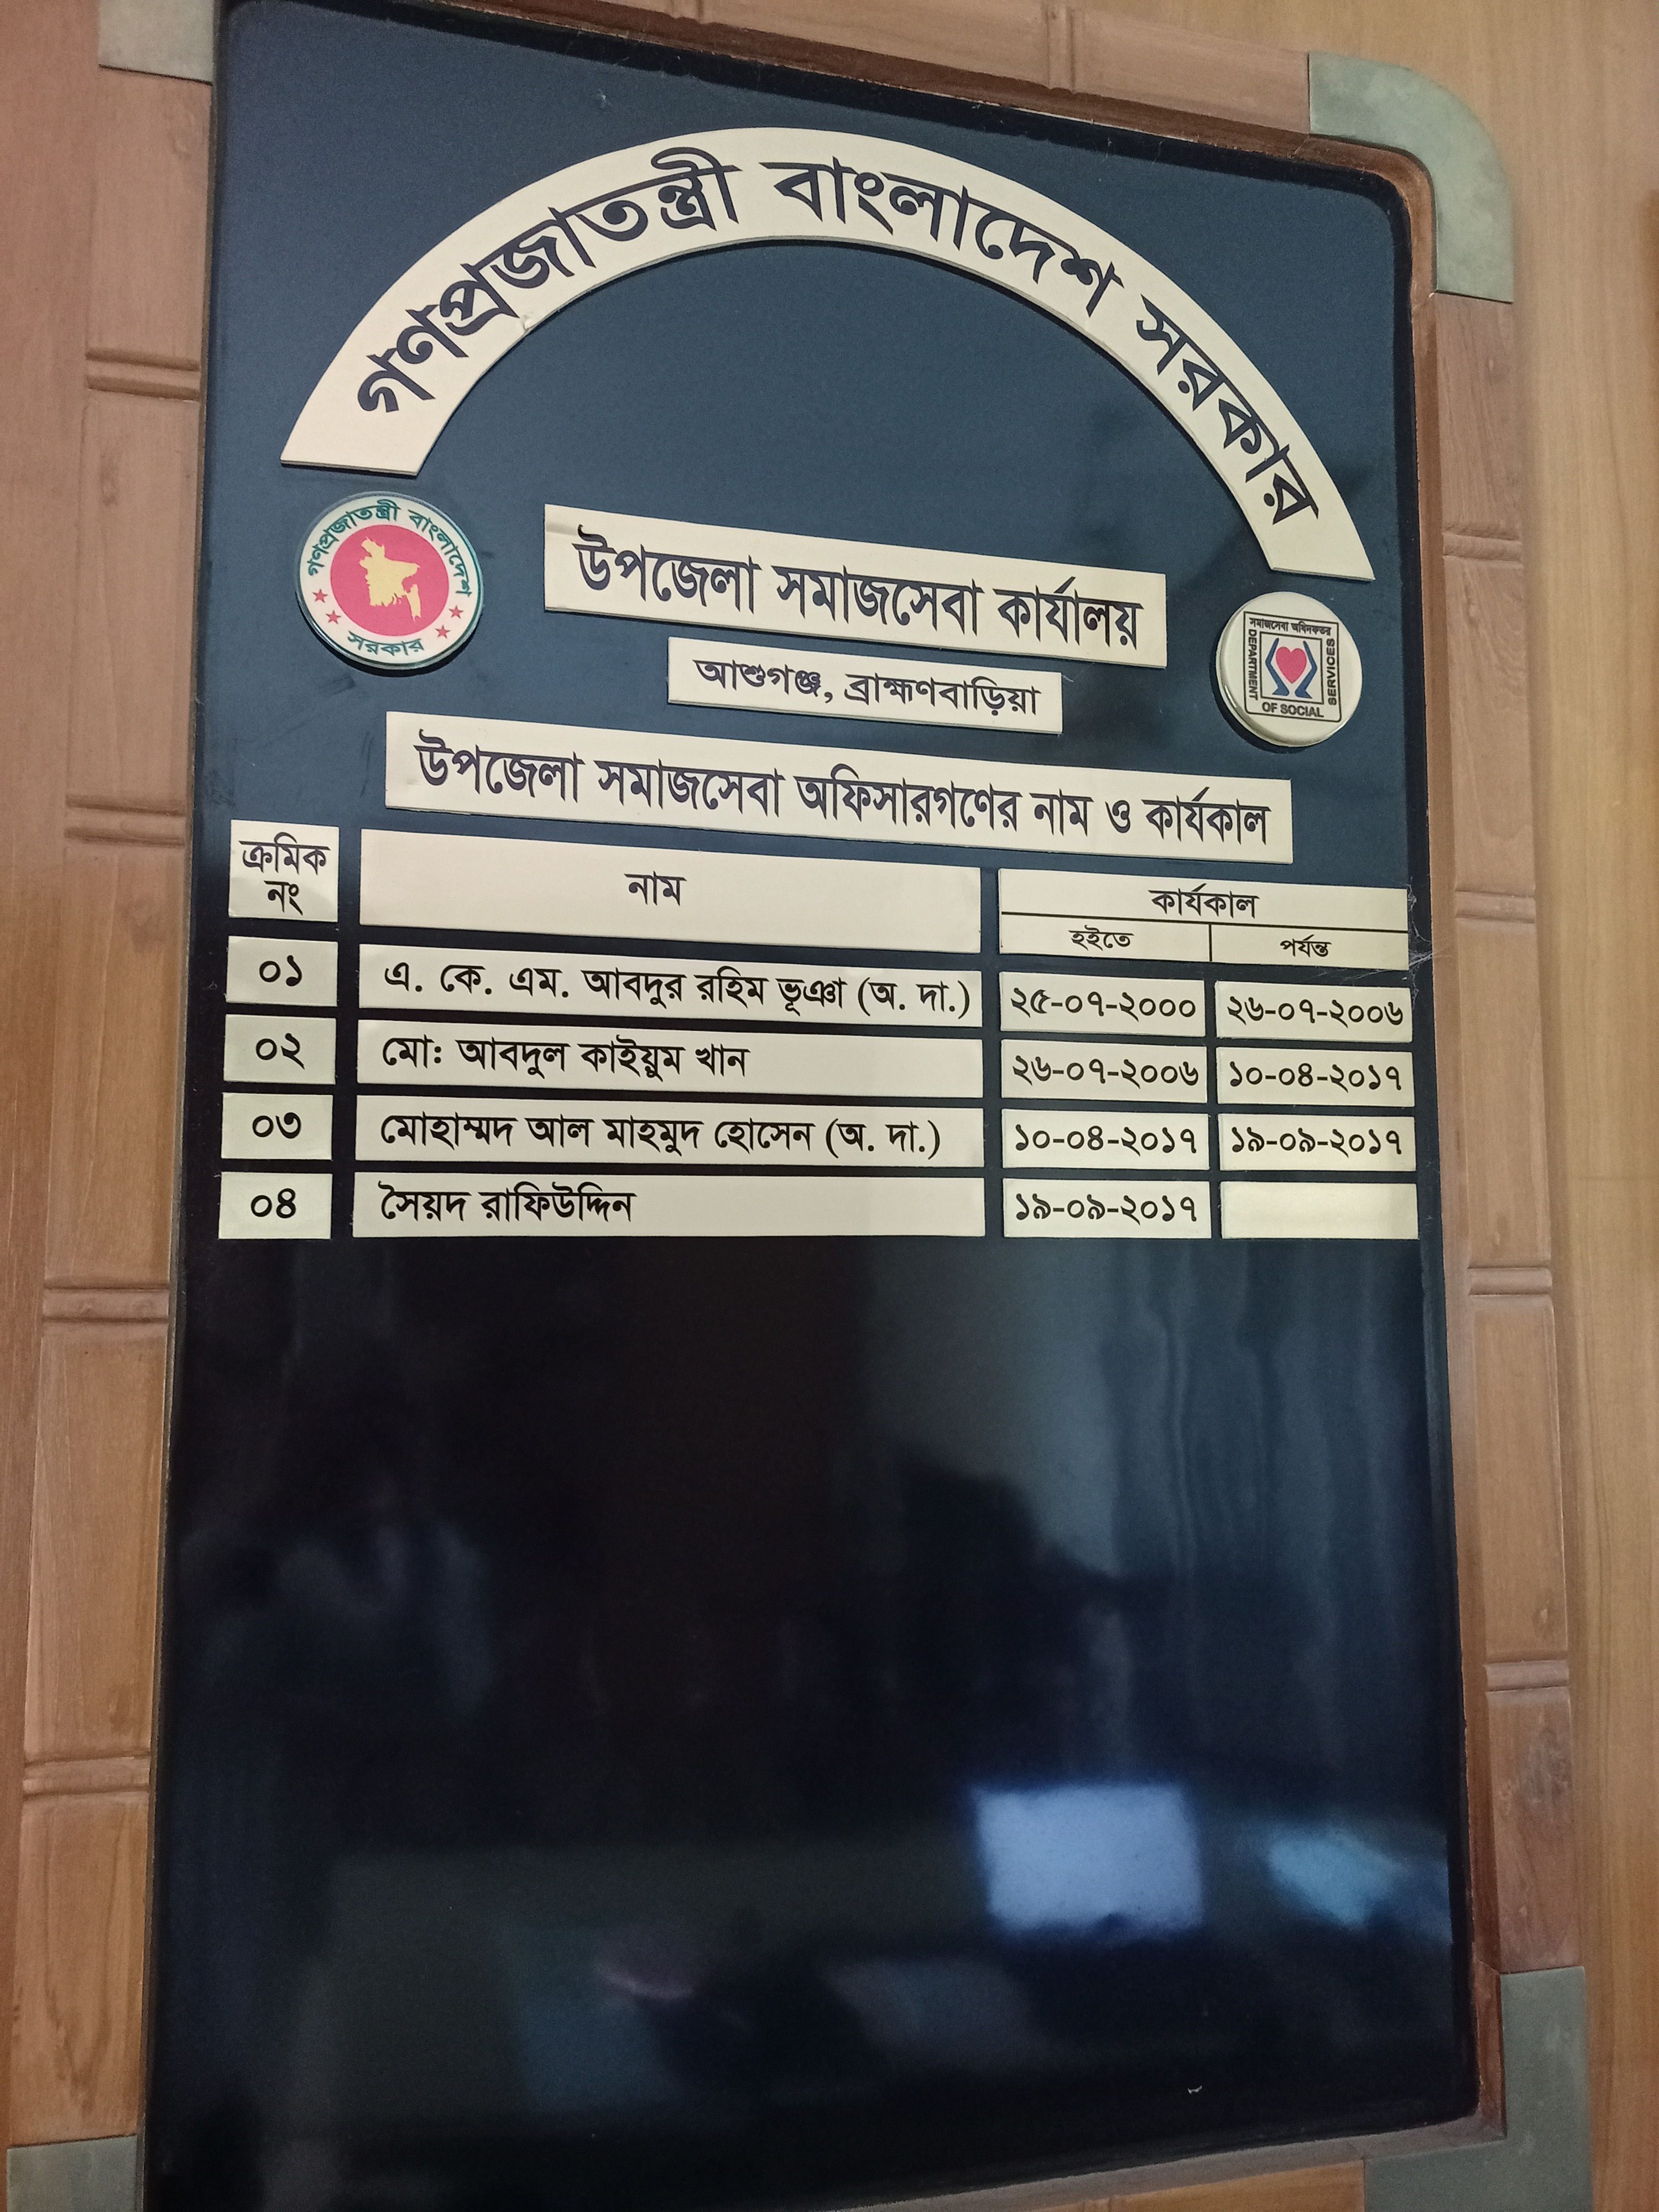 গণপ্রজাতন্ত্রী বাংলাদেশ সরকার
গণপ্রজাতন্ত্রী বাংলাদেশ
সরকার
উপজেলা সমাজসেবা কার্যালয়
সমাজসেবা অধিদফতর
DEPARTMENT
OF SOCIAL
SERVICES
আশুগঞ্জ, ব্রাহ্মণবাড়িয়া
উপজেলা সমাজসেবা অফিসারগণের নাম ও কার্যকাল
ক্রমিক নং নাম কার্যকাল
হইতে পর্যন্ত
০১ এ. কে. এম. আবদুর রহিম ভূঞা (অ. দা.) ২৫-০৭-২০০০ ২৬-০৭-২০০৬
০২ মো: আবদুল কাইয়ুম খান ২৬-০৭-২০০৬ ১০-০৪-২০১৭
০৩ মোহাম্মদ আল মাহমুদ হোসেন (অ. দা.) ১০-০৪-২০১৭ ১৯-০৯-২০১৭
০৪ সৈয়দ রাফিউদ্দিন ১৯-০৯-২০১৭